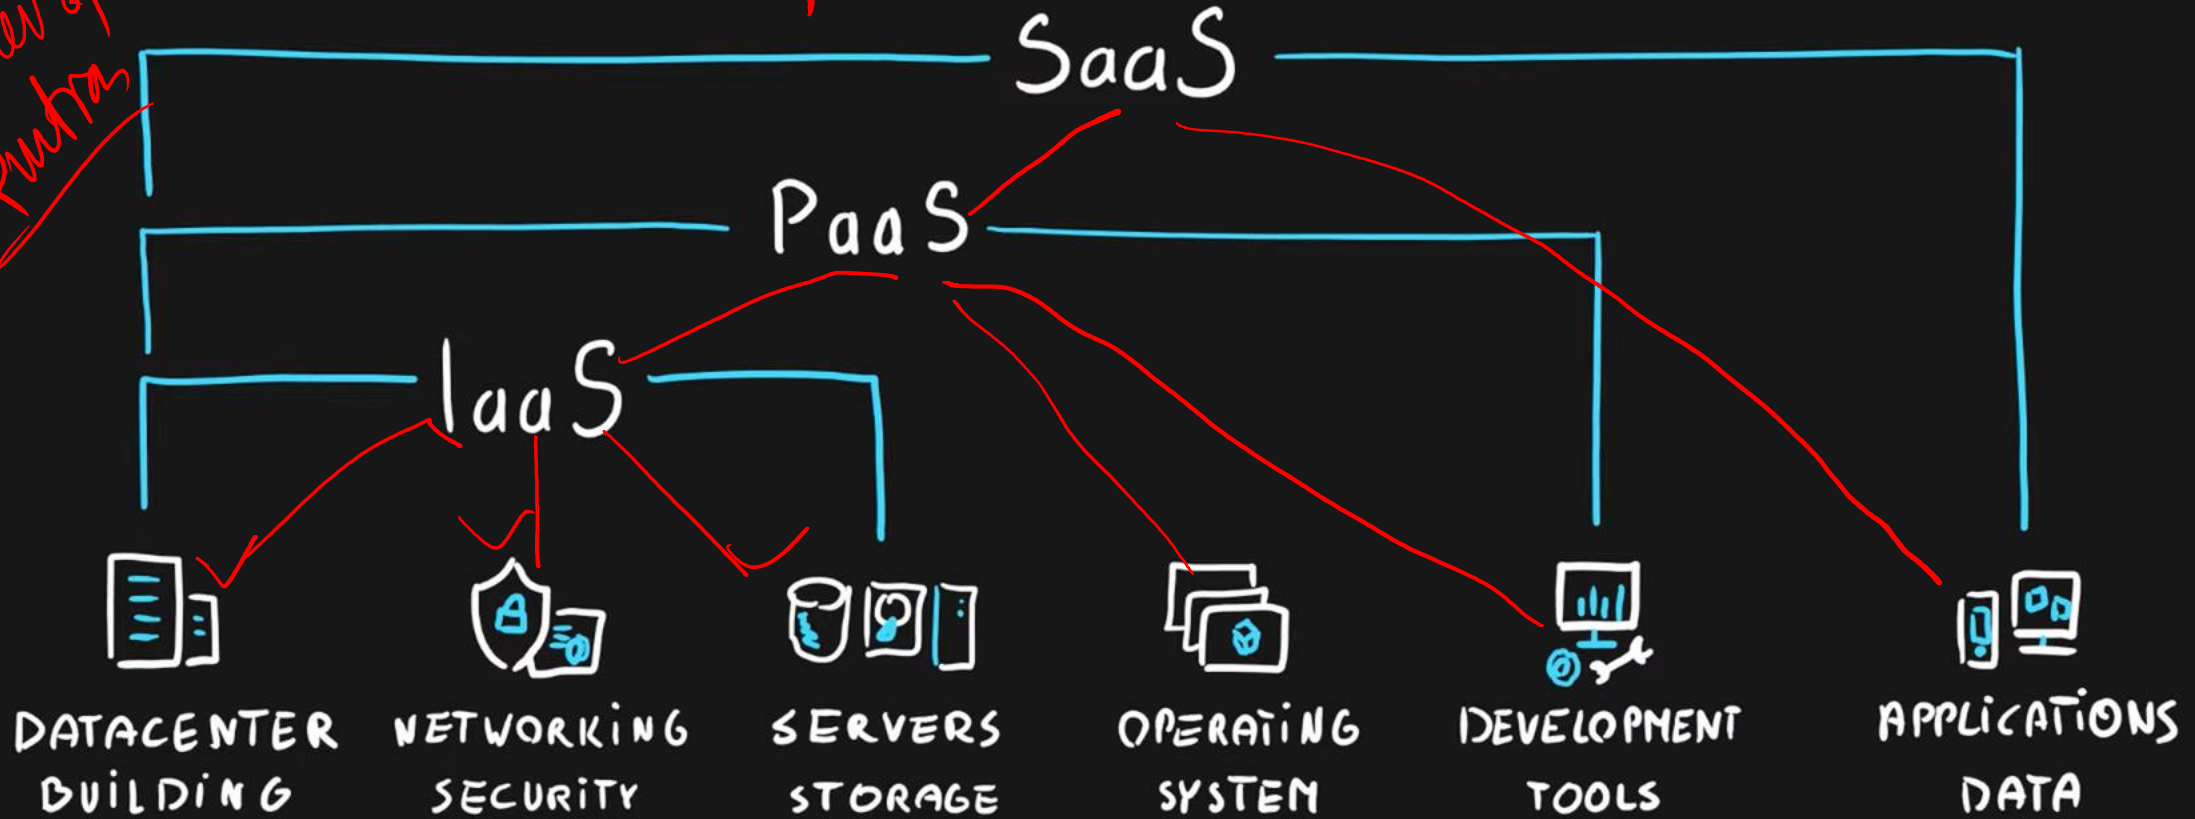 SaaS
PaaS
IaaS
DATACENTER
BUILDING
NETWORKING
SECURITY
SERVERS
STORAGE
OPERATING
SYSTEM
DEVELOPMENT
TOOLS
APPLICATIONS
DATA